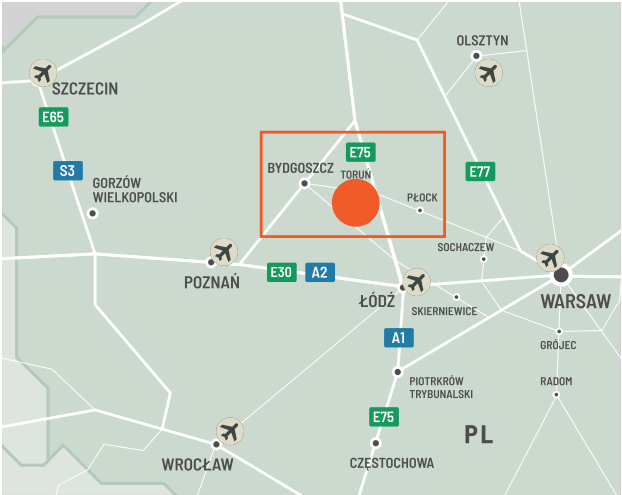 OLSZTYN
SZCZECIN
E65
E75
BYDGOSZCZ
TORUŃ
S3
E77
GORZÓW
WIELKOPOLSKI
PŁOCK
SOCHACZEW
POZNAŃ
E30
A2
ŁÓDŹ
WARSAW
SKIERNIEWICE
A1
GRÓJEC
PIOTRKRÓW
TRYBUNALSKI
RADOM
E75
PL
WROCŁAW
CZĘSTOCHOWA